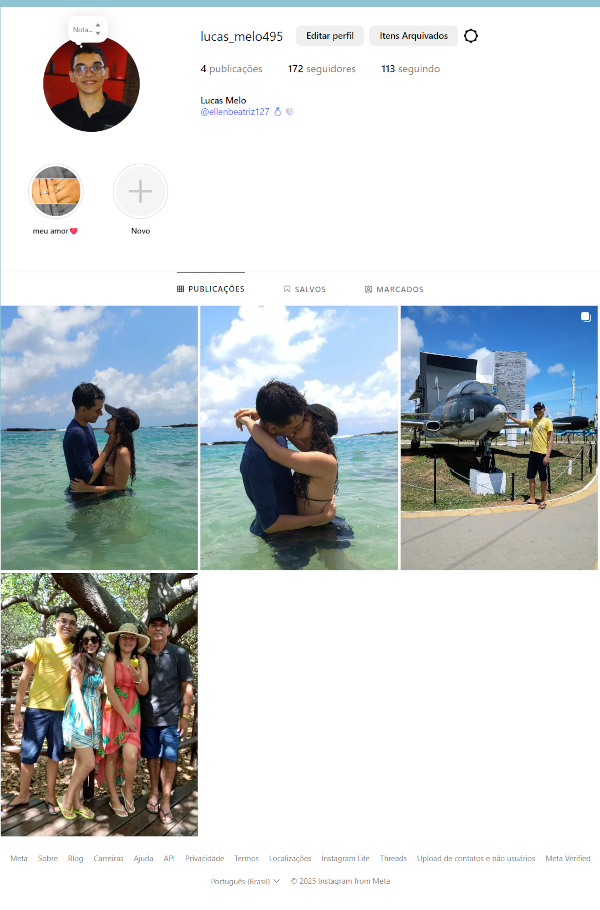 Nota...
lucas_melo495 Editar perfil Itens Arquivados
4 publicações 172 seguidores 113 seguindo
Lucas Melo
@ellenbeatriz127 💍 🤍
meu amor❤️ Novo
PUBLICAÇÕES SALVOS MARCADOS
Meta Sobre Blog Carreiras Ajuda API Privacidade Termos Localizações Instagram Lite Threads Upload de contatos e não usuários Meta Verified
Português (Brasil) © 2025 Instagram from Meta